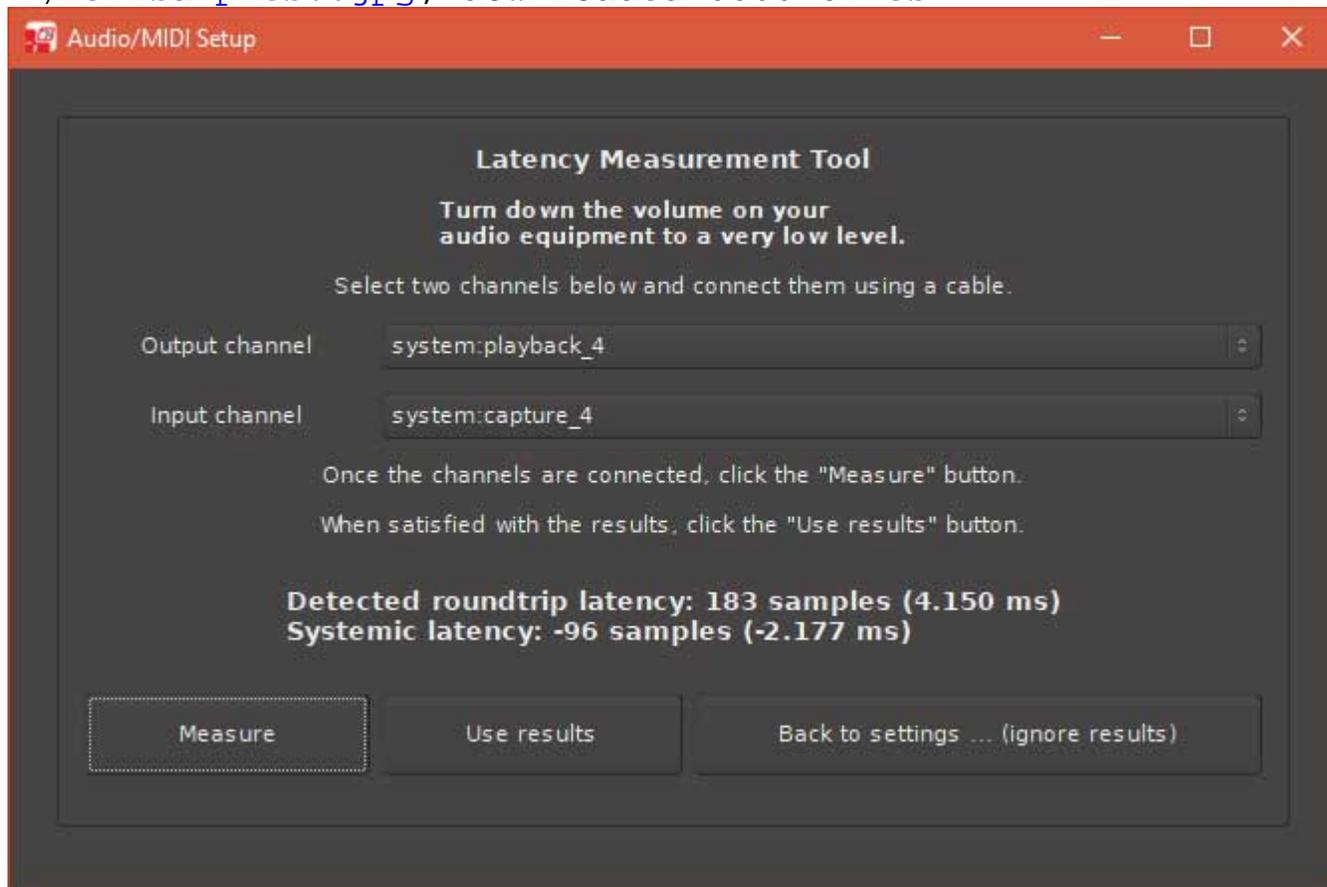 Audio/MIDI Setup
Latency Measurement Tool
Turn down the volume on your
audio equipment to a very low level.
Select two channels below and connect them using a cable.
Output channel system:playback_4
Input channel system:capture_4
Once the channels are connected, click the "Measure" button.
When satisfied with the results, click the "Use results" button.
Detected roundtrip latency: 183 samples (4.150 ms)
Systemic latency: -96 samples (-2.177 ms)
Measure Use results Back to settings ... (ignore results)